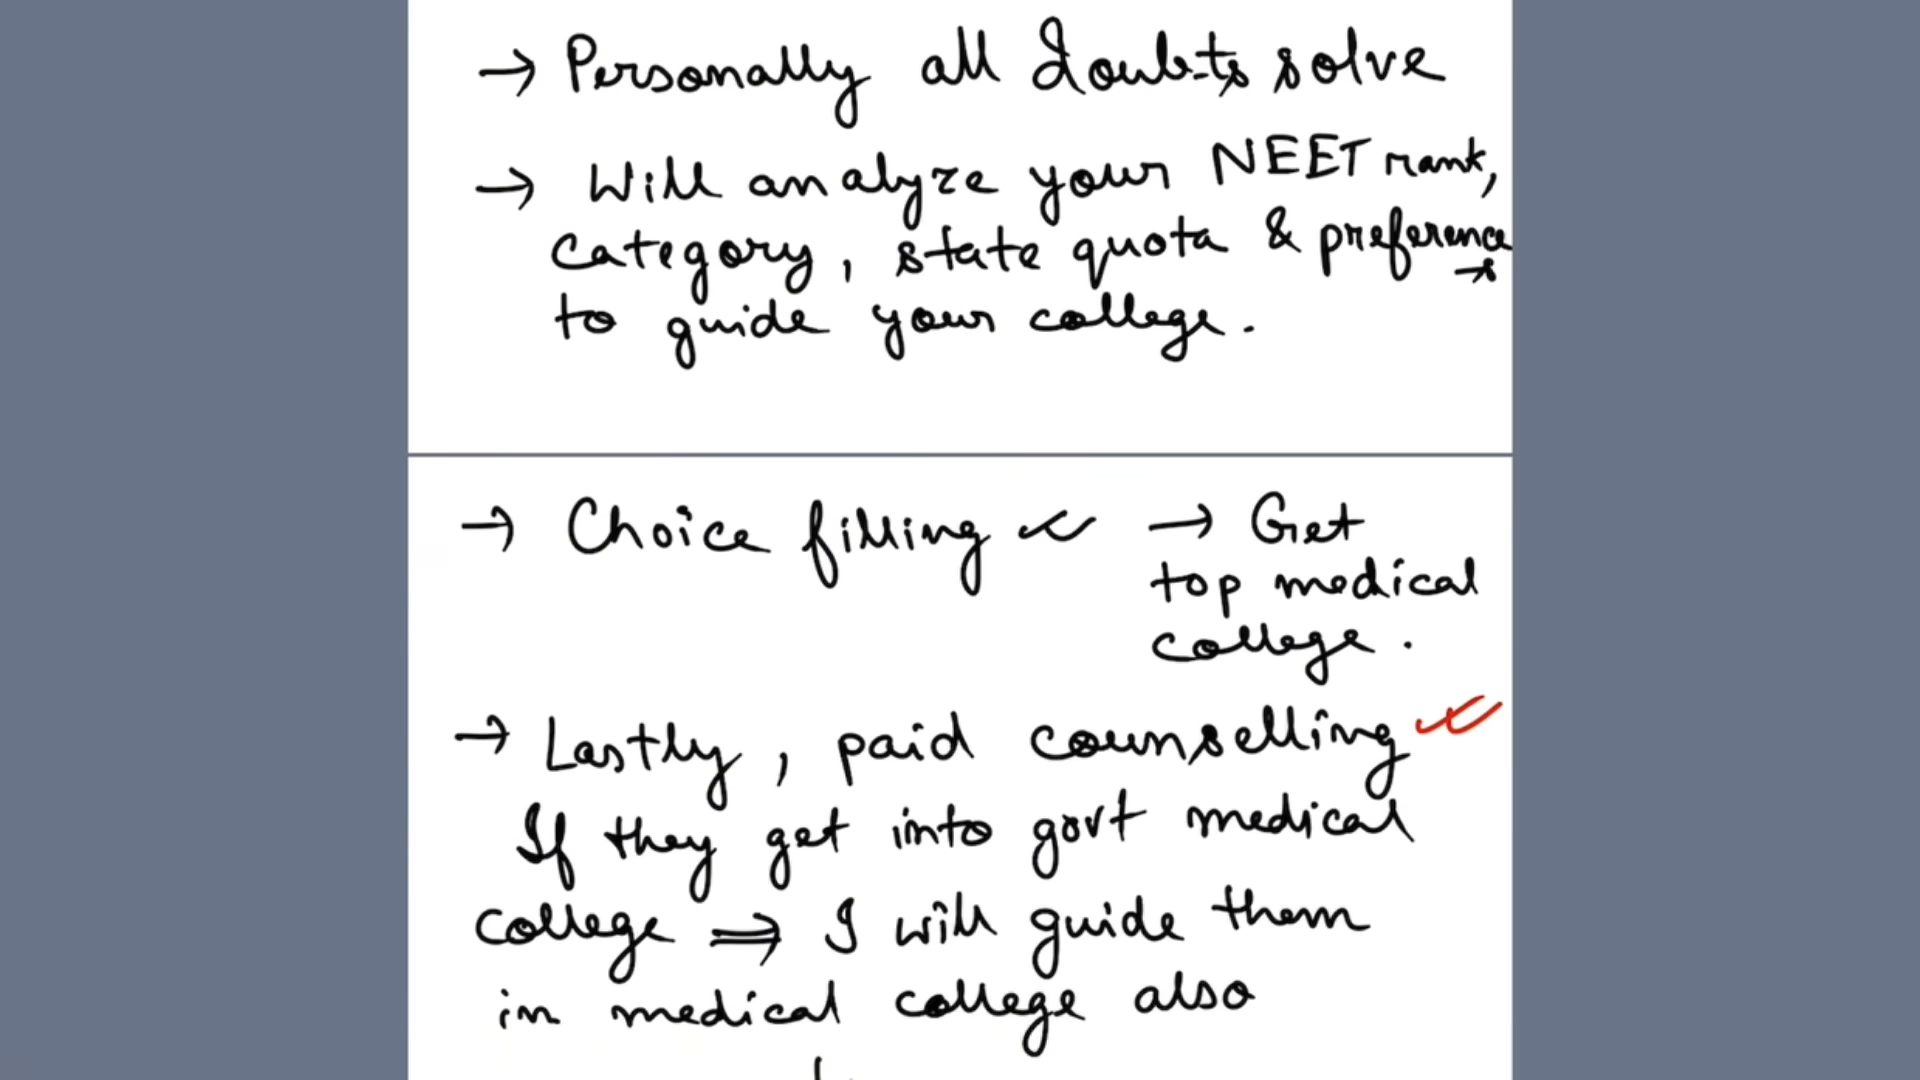 → Personally all doubts solve
→ Will analyze your NEET rank,
category, state quota & preferences
to guide your college.
→ Choice filling ✓ → Get
top medical
college.
→ Lastly, paid counselling ✓
If they get into govt medical
college ⇒ I will guide them
in medical college also